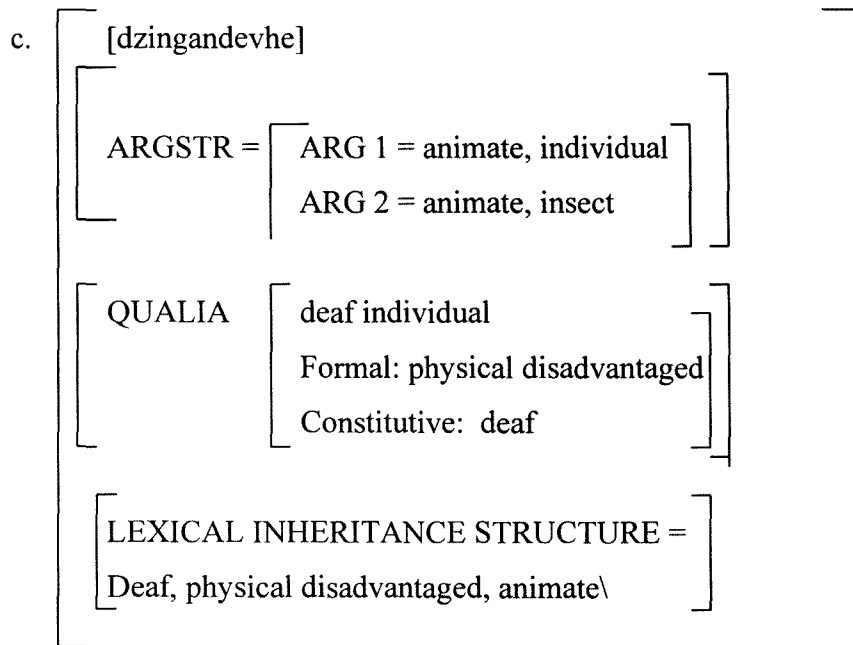 c. [dzingandevhe]
ARGSTR = ARG 1 = animate, individual
ARG 2 = animate, insect
QUALIA deaf individual
Formal: physical disadvantaged
Constitutive: deaf
LEXICAL INHERITANCE STRUCTURE =
Deaf, physical disadvantaged, animate\